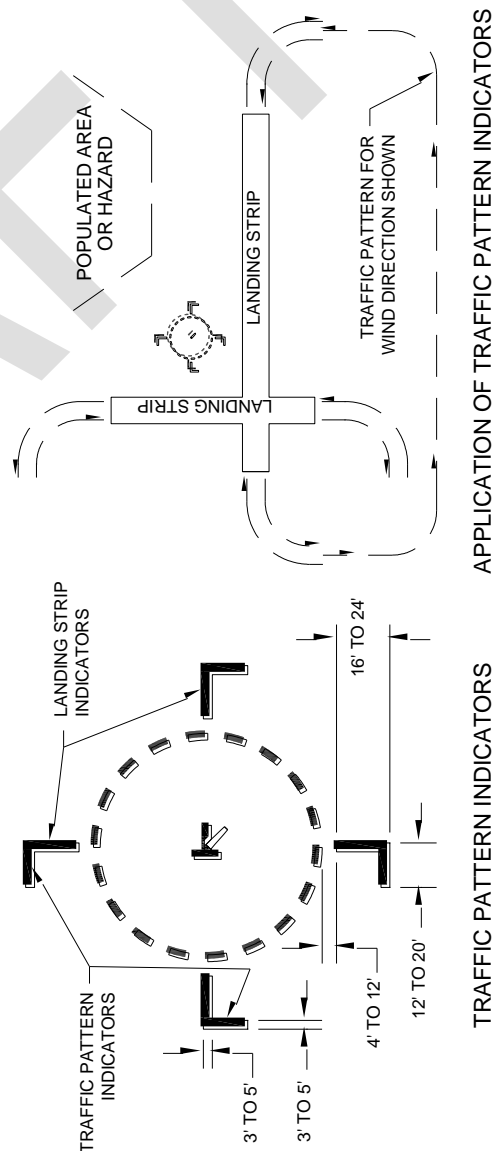 TRAFFIC PATTERN
INDICATORS
LANDING STRIP
INDICATORS
3' TO 5'
3' TO 5'
4' TO 12'
12' TO 20'
16' TO 24'
TRAFFIC PATTERN INDICATORS
POPULATED AREA
OR HAZARD
LANDING STRIP
LANDING STRIP
TRAFFIC PATTERN FOR
WIND DIRECTION SHOWN
APPLICATION OF TRAFFIC PATTERN INDICATORS